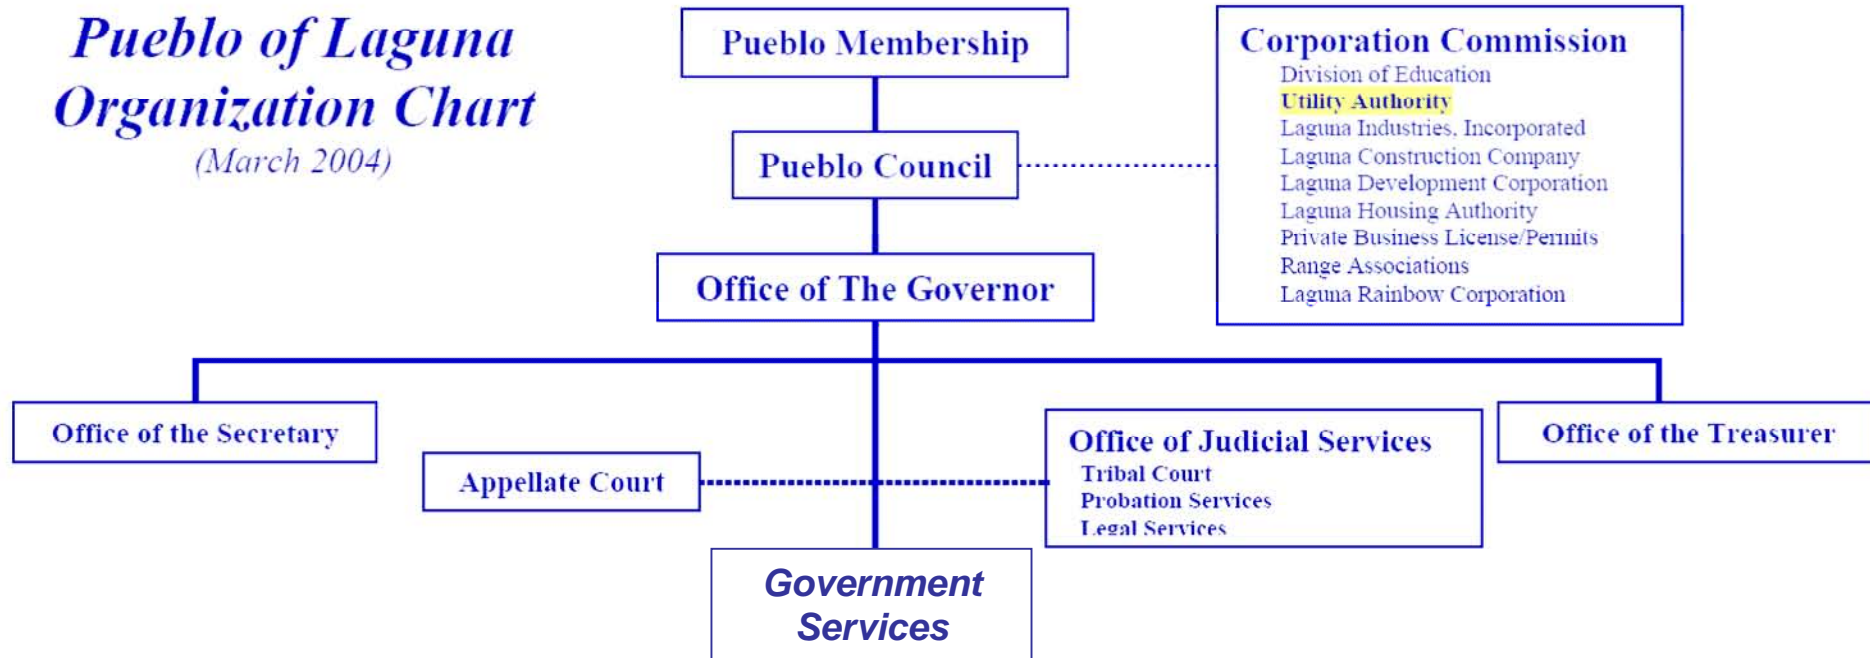 Pueblo of Laguna
Organization Chart
(March 2004)
Pueblo Membership
Pueblo Council
Corporation Commission
Division of Education
Utility Authority
Laguna Industries, Incorporated
Laguna Construction Company
Laguna Development Corporation
Laguna Housing Authority
Private Business License/Permits
Range Associations
Laguna Rainbow Corporation
Office of The Governor
Office of the Secretary
Appellate Court
Office of Judicial Services
Tribal Court
Probation Services
Legal Services
Office of the Treasurer
Government
Services